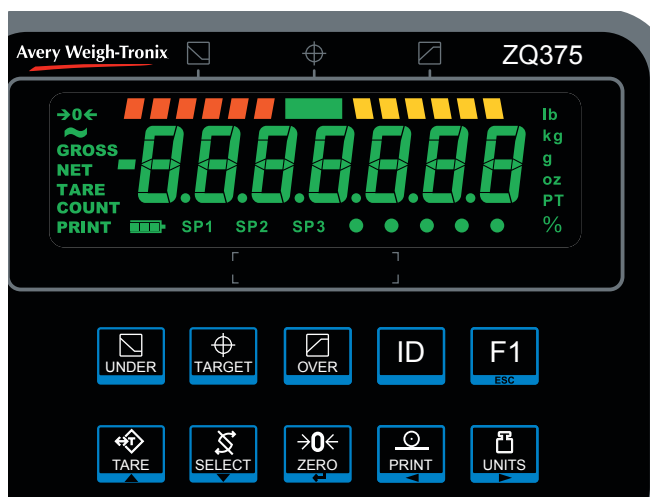 Avery Weigh-Tronix
ZQ375
→0← lb
~ kg
GROSS g
NET -8.8.8.8.8.8.8 oz
TARE PT
COUNT %
PRINT SP1 SP2 SP3
UNDER TARGET OVER ID F1
ESC
T →0←
TARE SELECT ZERO PRINT UNITS